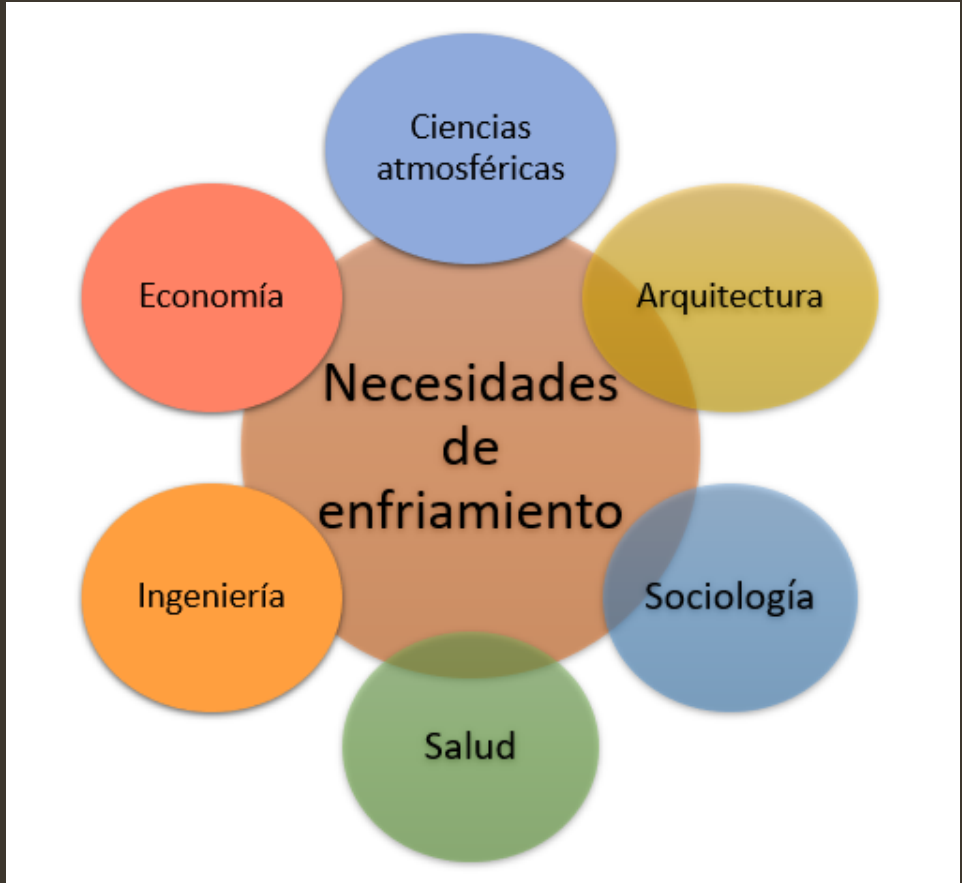 Ciencias
atmosféricas
Economía
Arquitectura
Necesidades
de
enfriamiento
Ingeniería
Sociología
Salud